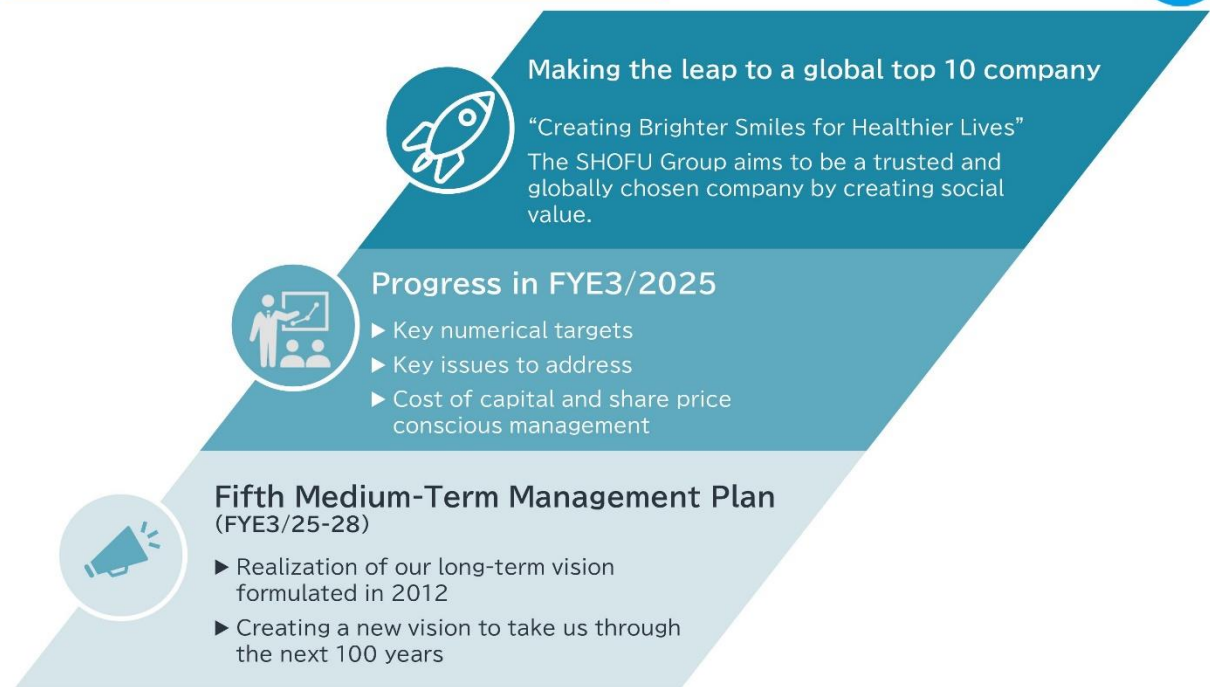 Making the leap to a global top 10 company
“Creating Brighter Smiles for Healthier Lives”
The SHOFU Group aims to be a trusted and
globally chosen company by creating social
value.
Progress in FYE3/2025
▶ Key numerical targets
▶ Key issues to address
▶ Cost of capital and share price
conscious management
Fifth Medium-Term Management Plan
(FYE3/25-28)
▶ Realization of our long-term vision
formulated in 2012
▶ Creating a new vision to take us through
the next 100 years